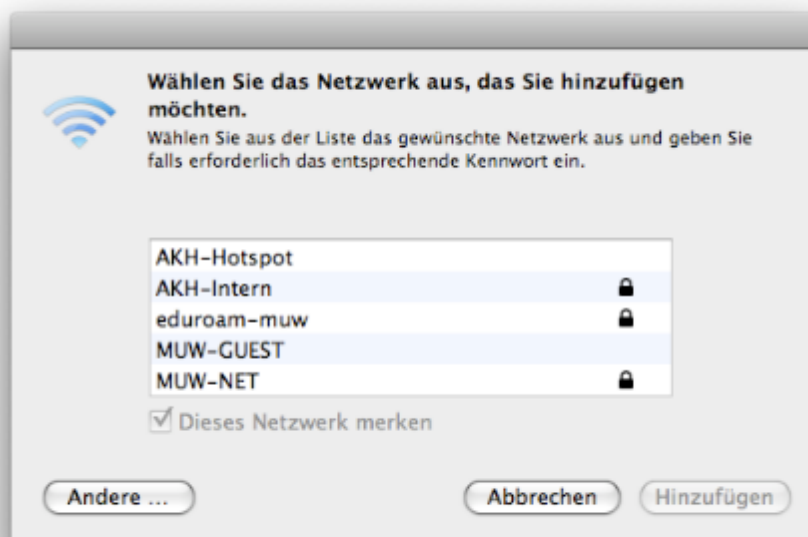 Wählen Sie das Netzwerk aus, das Sie hinzufügen
möchten.
Wählen Sie aus der Liste das gewünschte Netzwerk aus und geben Sie
falls erforderlich das entsprechende Kennwort ein.
AKH-Hotspot
AKH-Intern
eduroam-muw
MUW-GUEST
MUW-NET
Dieses Netzwerk merken
Andere ... Abbrechen Hinzufügen